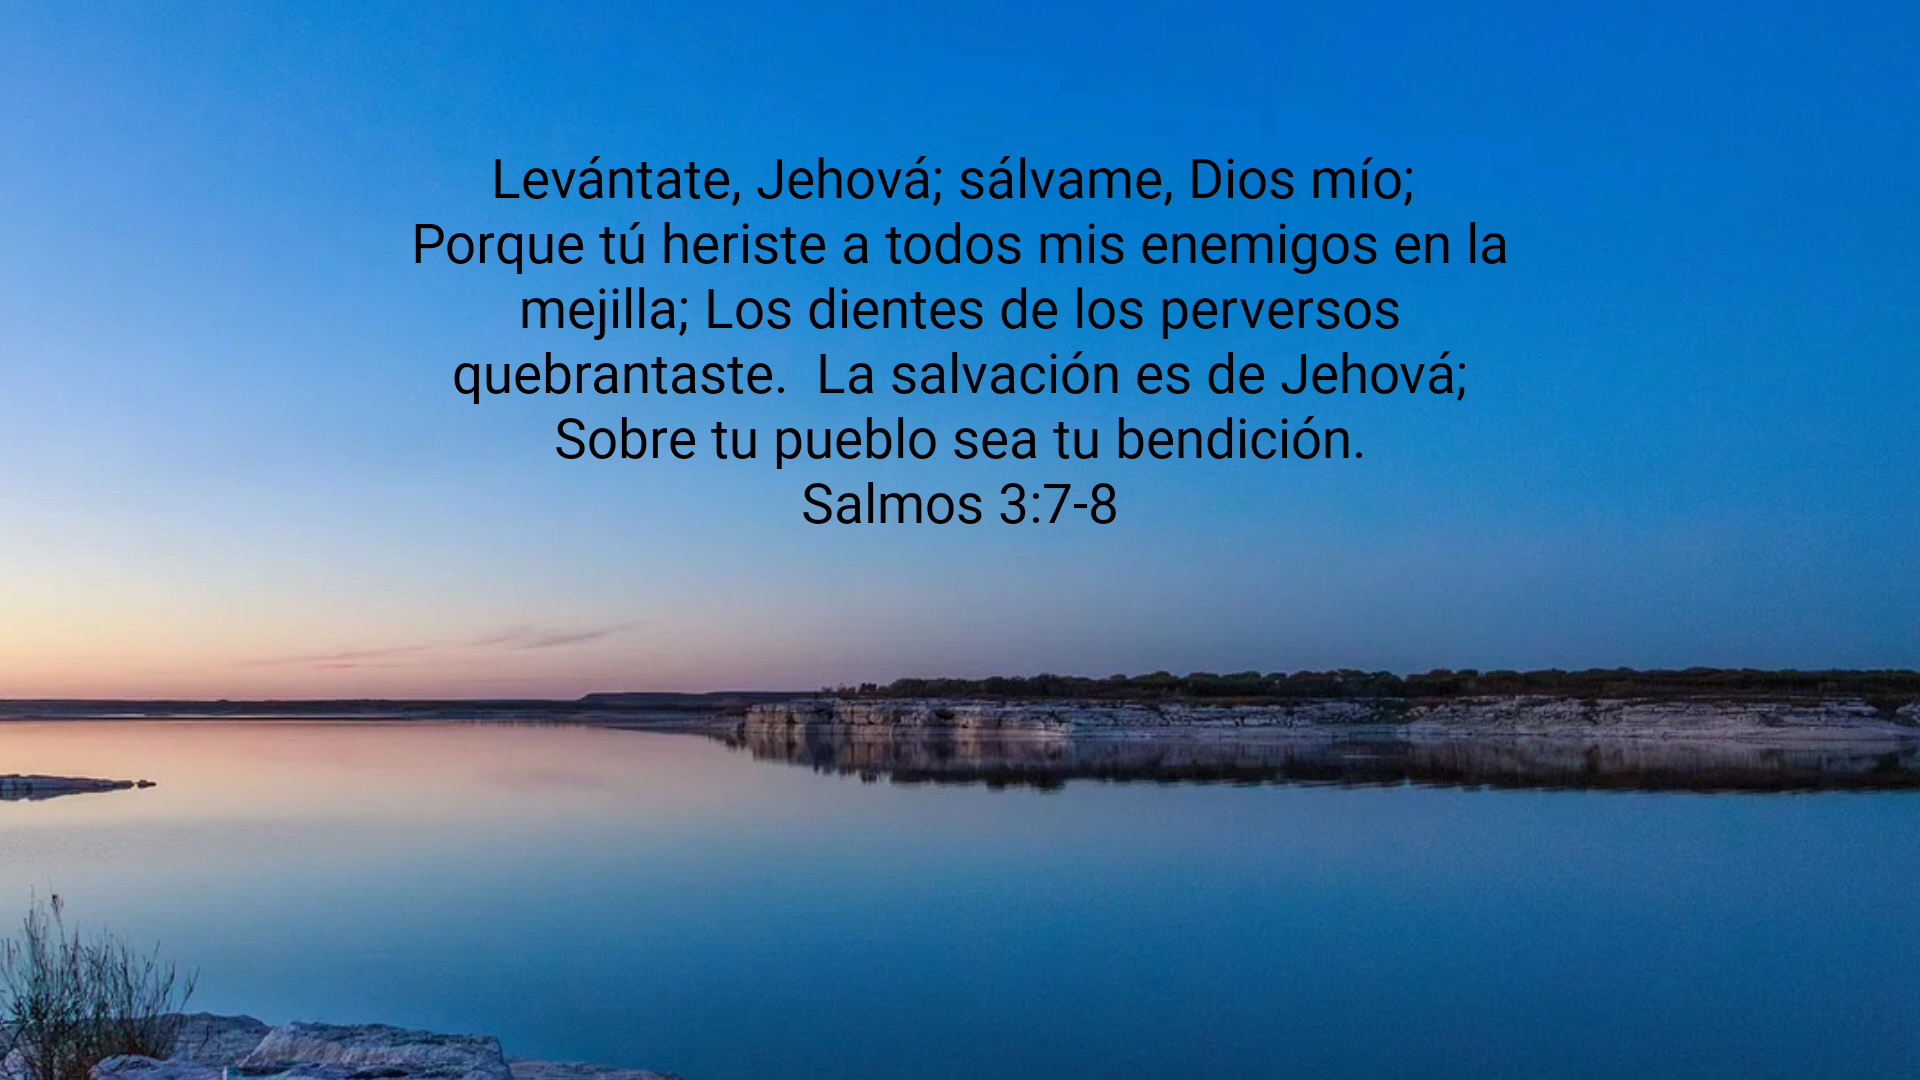 Levántate, Jehová; sálvame, Dios mío;
Porque tú heriste a todos mis enemigos en la
mejilla; Los dientes de los perversos
quebrantaste.  La salvación es de Jehová;
Sobre tu pueblo sea tu bendición.
Salmos 3:7-8